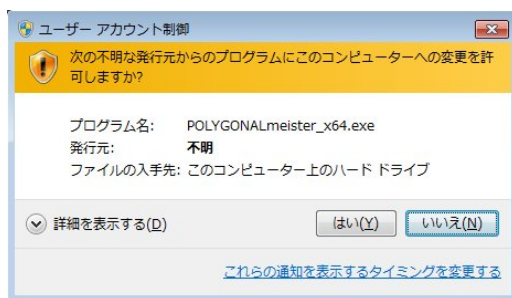 ユーザー アカウント制御
次の不明な発行元からのプログラムにこのコンピューターへの変更を許
可しますか?
プログラム名: POLYGONALmeister_x64.exe
発行元: 不明
ファイルの入手先: このコンピューター上のハード ドライブ
詳細を表示する(D) はい(Y) いいえ(N)
これらの通知を表示するタイミングを変更する